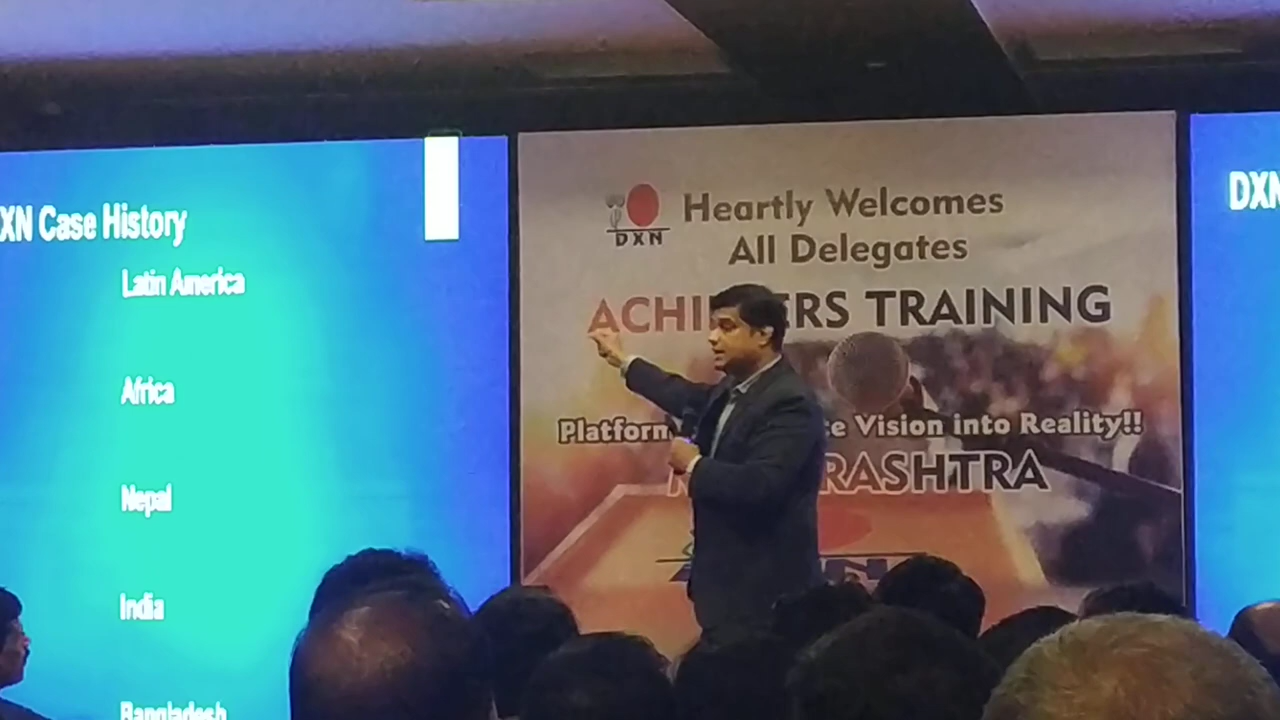 XN Case History
Latin America
Africa
Nepal
India
Bangladesh
DXN
Heartly Welcomes
All Delegates
ACHI ERS TRAINING
Platform e Vision into Reality!!
RASHTRA
DXN